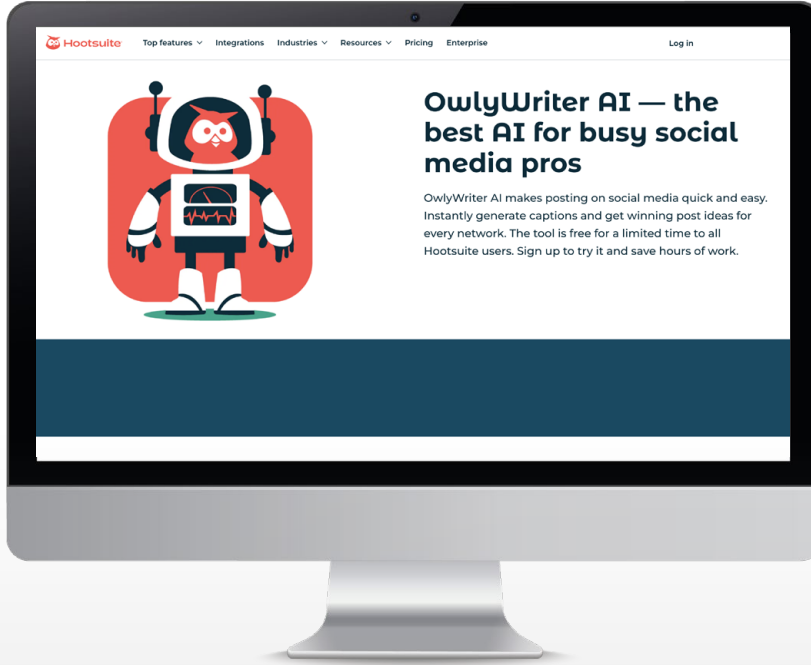 Hootsuite
Top features
Integrations
Industries
Resources
Pricing
Enterprise
Log in
OwlyWriter AI — the
best AI for busy social
media pros
OwlyWriter AI makes posting on social media quick and easy.
Instantly generate captions and get winning post ideas for
every network. The tool is free for a limited time to all
Hootsuite users. Sign up to try it and save hours of work.